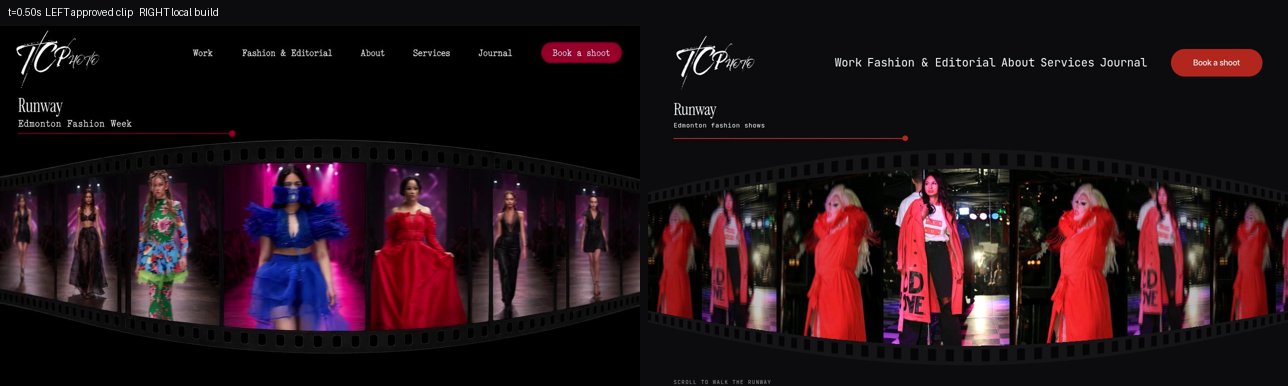 t=0.50s LEFT approved clip RIGHT local build
TCPHOTO
Work Fashion & Editorial About Services Journal Book a shoot
Runway
Edmonton Fashion Week
TCPHOTO
Work Fashion & Editorial About Services Journal Book a shoot
Runway
Edmonton fashion shows
SCROLL TO WALK THE RUNWAY